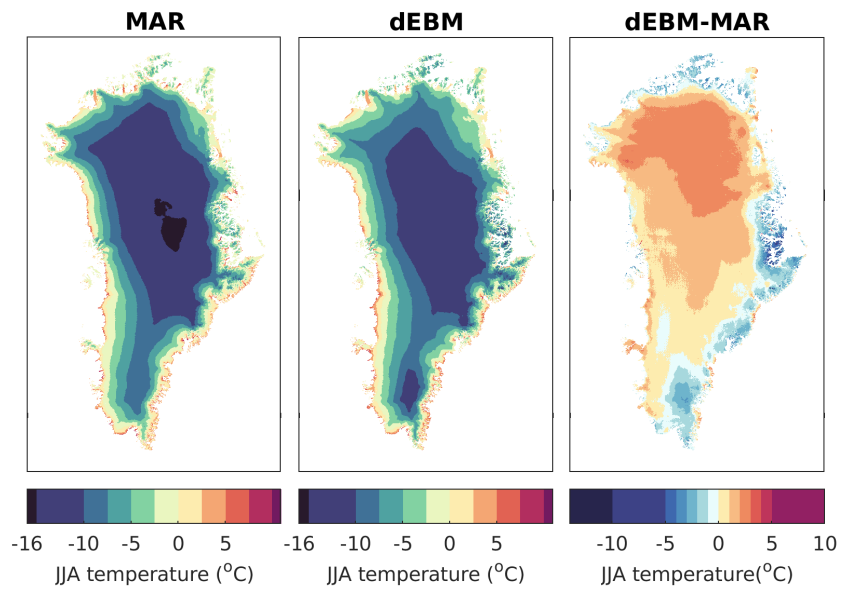 MAR dEBM dEBM-MAR
-16 -10 -5 0 5 -16 -10 -5 0 5 -10 -5 0 5 10
JJA temperature (°C) JJA temperature (°C) JJA temperature(°C)